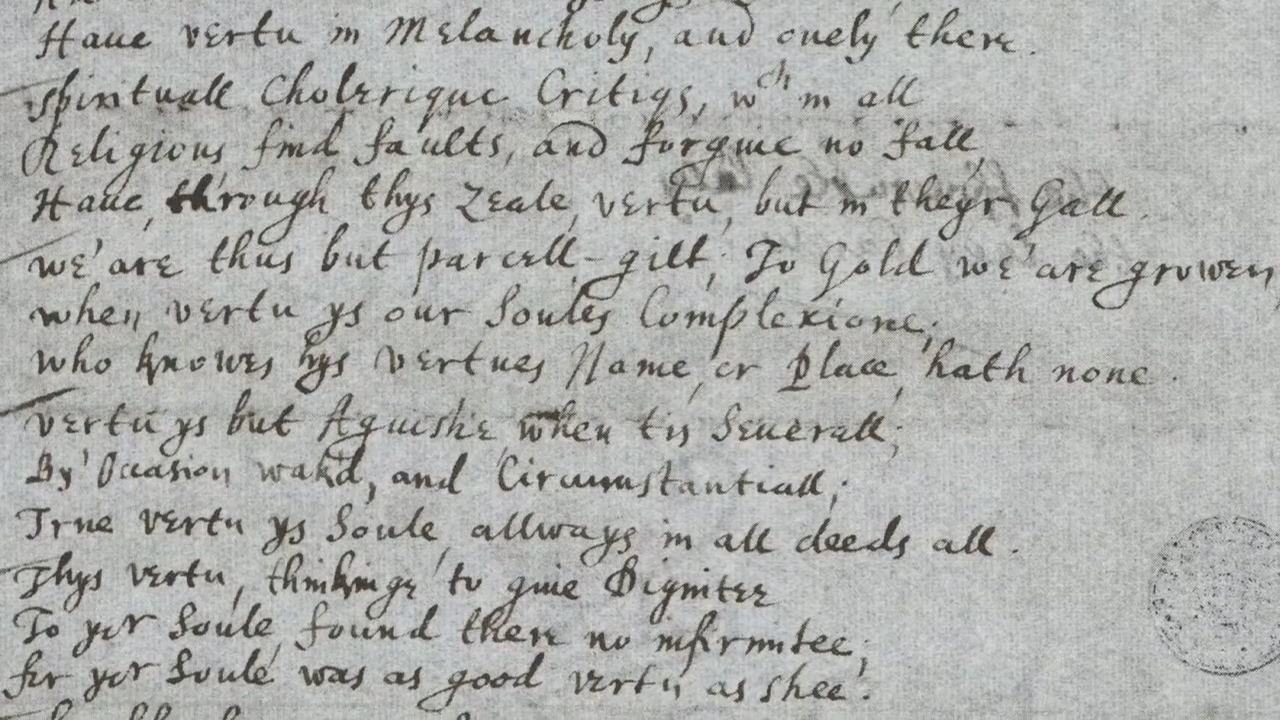 Haue vertu in Melancholy, and onely there.
Spirituall Cholerique Critiqs, wch in all
Religions find faults, and forgiue no fall,
Haue, through thys Zeale, vertu, but in theyr Gall.
we'are thus but parcell-gilt; To Gold we'are growen,
when vertu ys our Soules Complexione;
who knowes hys Vertues Name, or Place, hath none.
Vertu ys but Aguishe, when tis Seuerall;
By'Occasion wak'd, and Circumstantiall;
True vertu ys Soule, allways in all deeds all.
Thys vertu, thinkinge to giue Dignitee
To yor Soule, found there no infirmitee;
for yor Soule was as good vertu as shee.